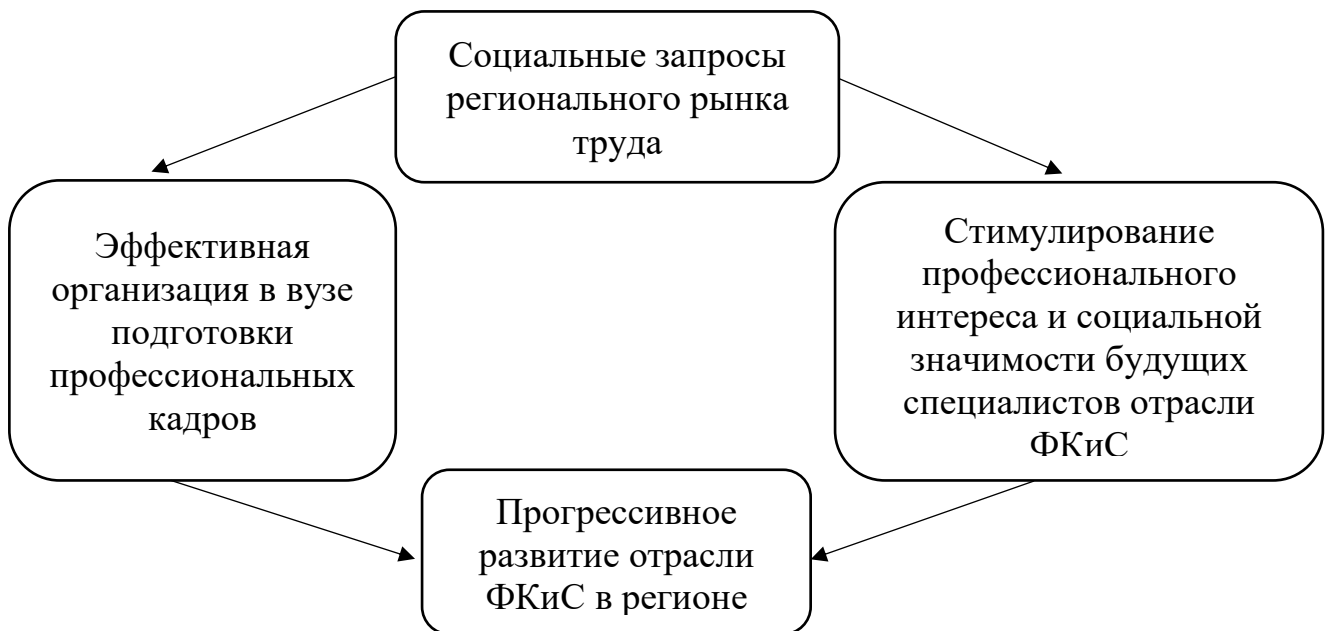 Социальные запросы
регионального рынка
труда
Эффективная
организация в вузе
подготовки
профессиональных
кадров
Стимулирование
профессионального
интереса и социальной
значимости будущих
специалистов отрасли
ФКиС
Прогрессивное
развитие отрасли
ФКиС в регионе